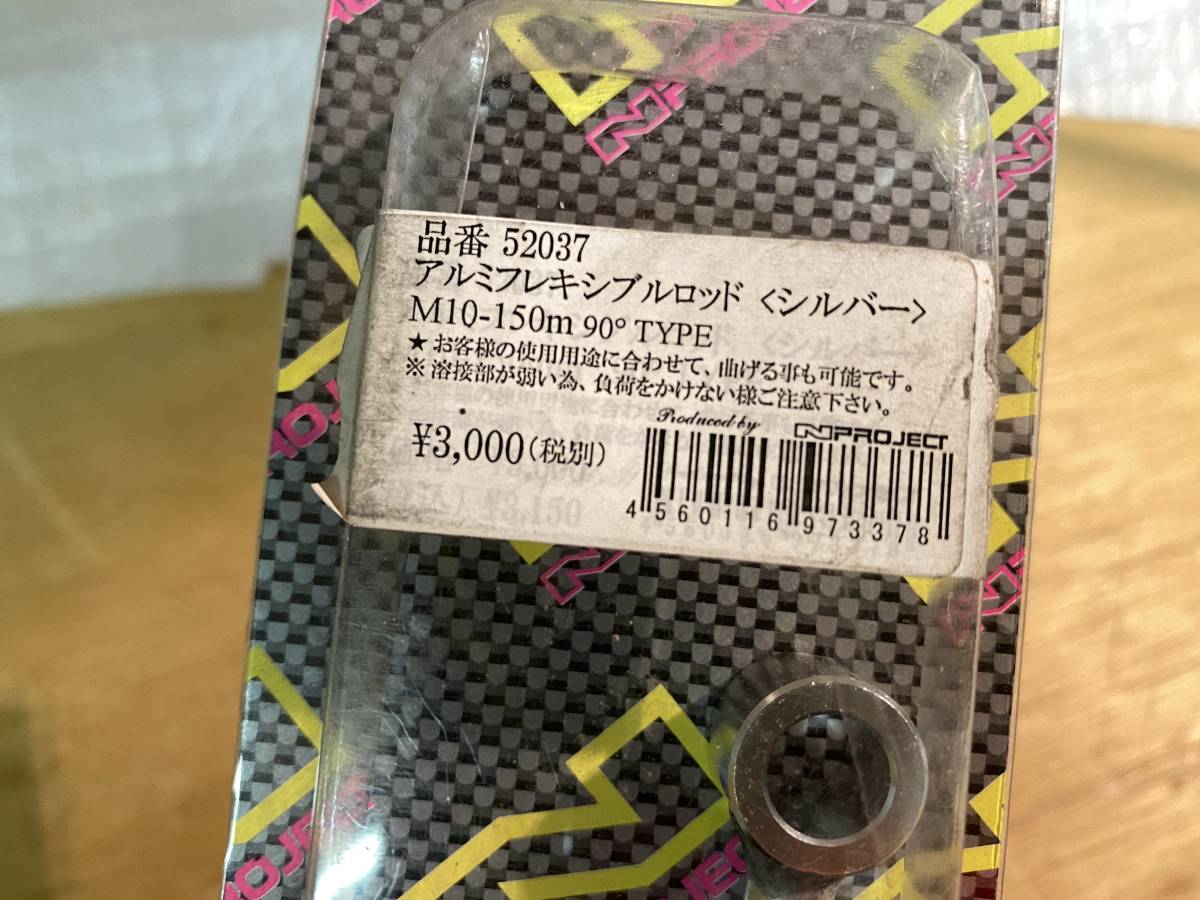 品番 52037
アルミフレキシブルロッド <シルバー>
M10-150m 90° TYPE
★ お客様の使用用途に合わせて、曲げる事も可能です。
※ 溶接部が弱い為、負荷をかけない様ご注意下さい。
Produced by NPROJECT
¥3,000(税別)
4 560116 973378
¥3,150